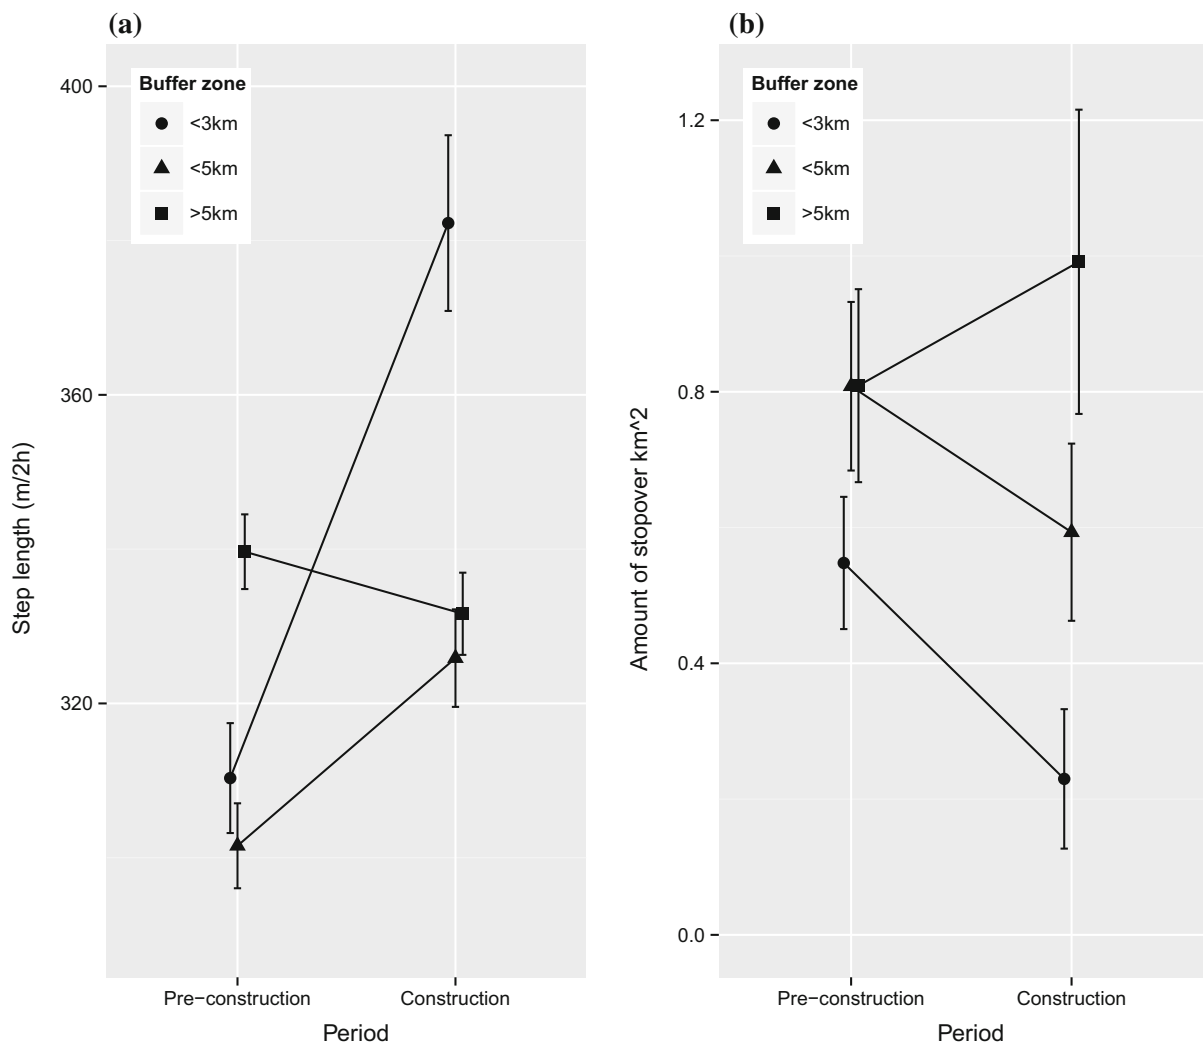 (a)
Buffer zone
<3km
<5km
>5km
400
360
320
Step length (m/2h)
Pre−construction
Construction
Period
(b)
Buffer zone
<3km
<5km
>5km
1.2
0.8
0.4
0.0
Amount of stopover km^2
Pre−construction
Construction
Period